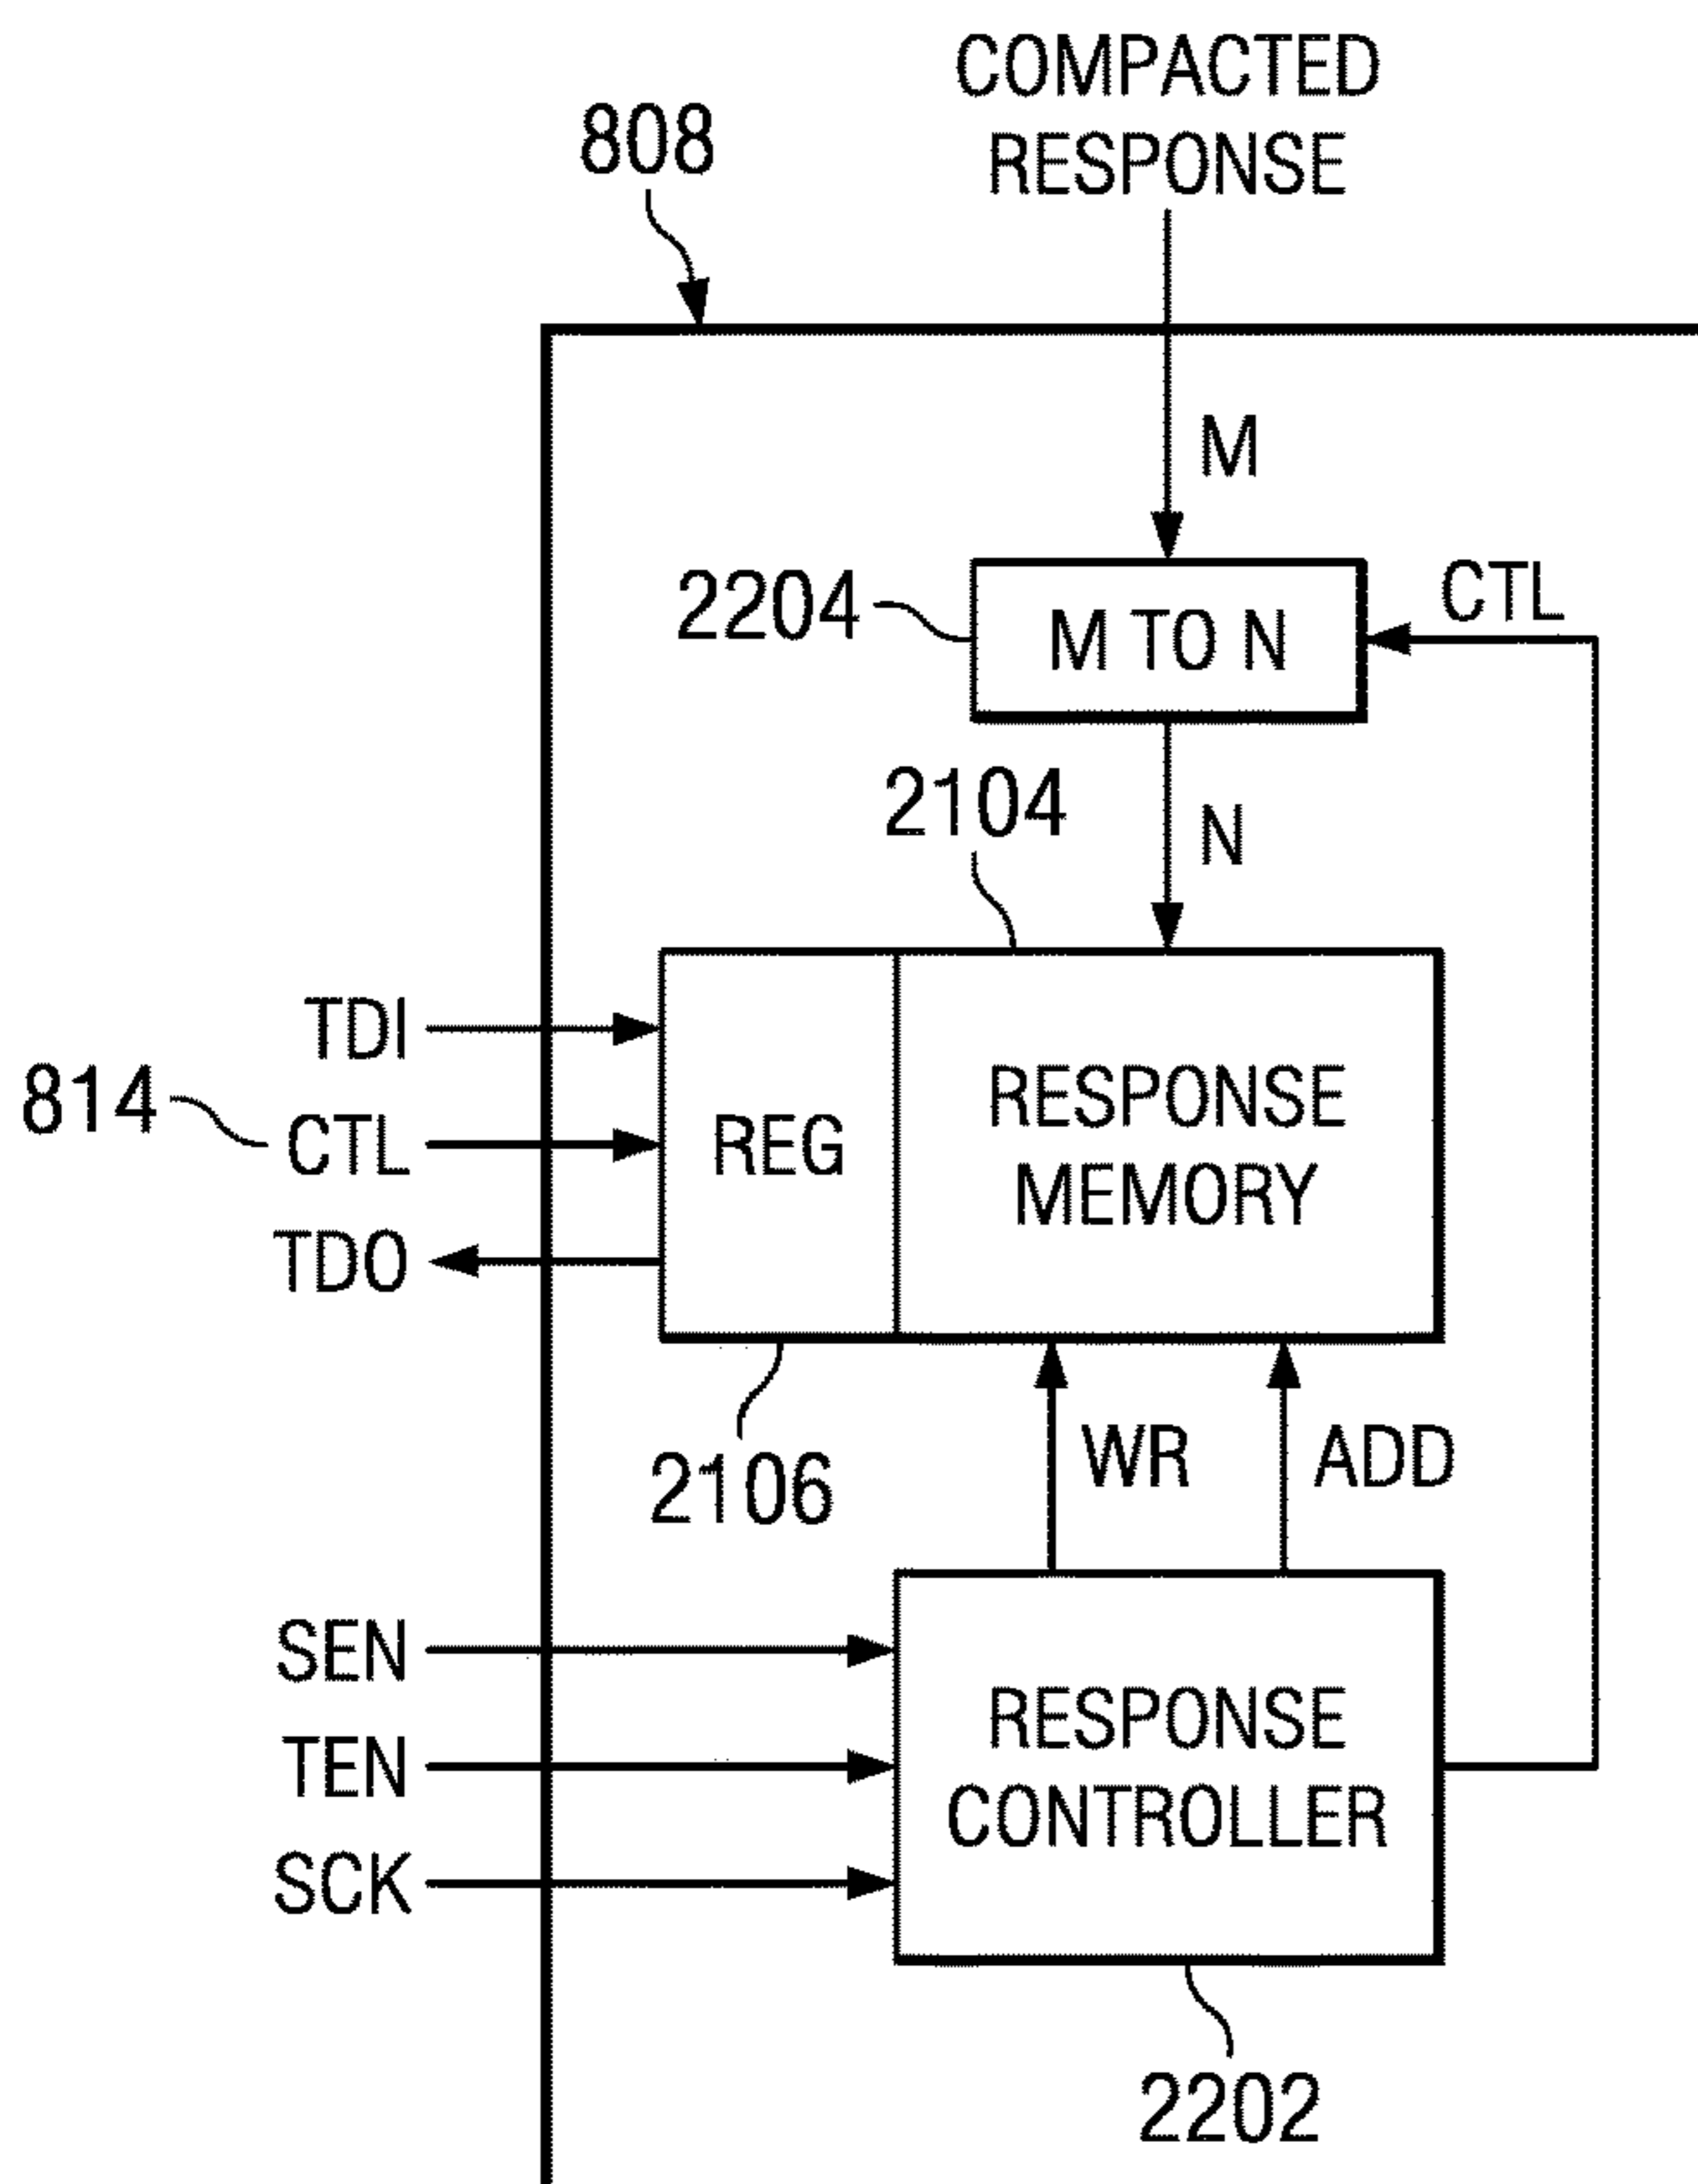 COMPACTED
RESPONSE
808
M
2204
M TO N
CTL
2104
N
TDI
814
CTL
TDO
REG
RESPONSE
MEMORY
2106
WR
ADD
SEN
TEN
SCK
RESPONSE
CONTROLLER
2202